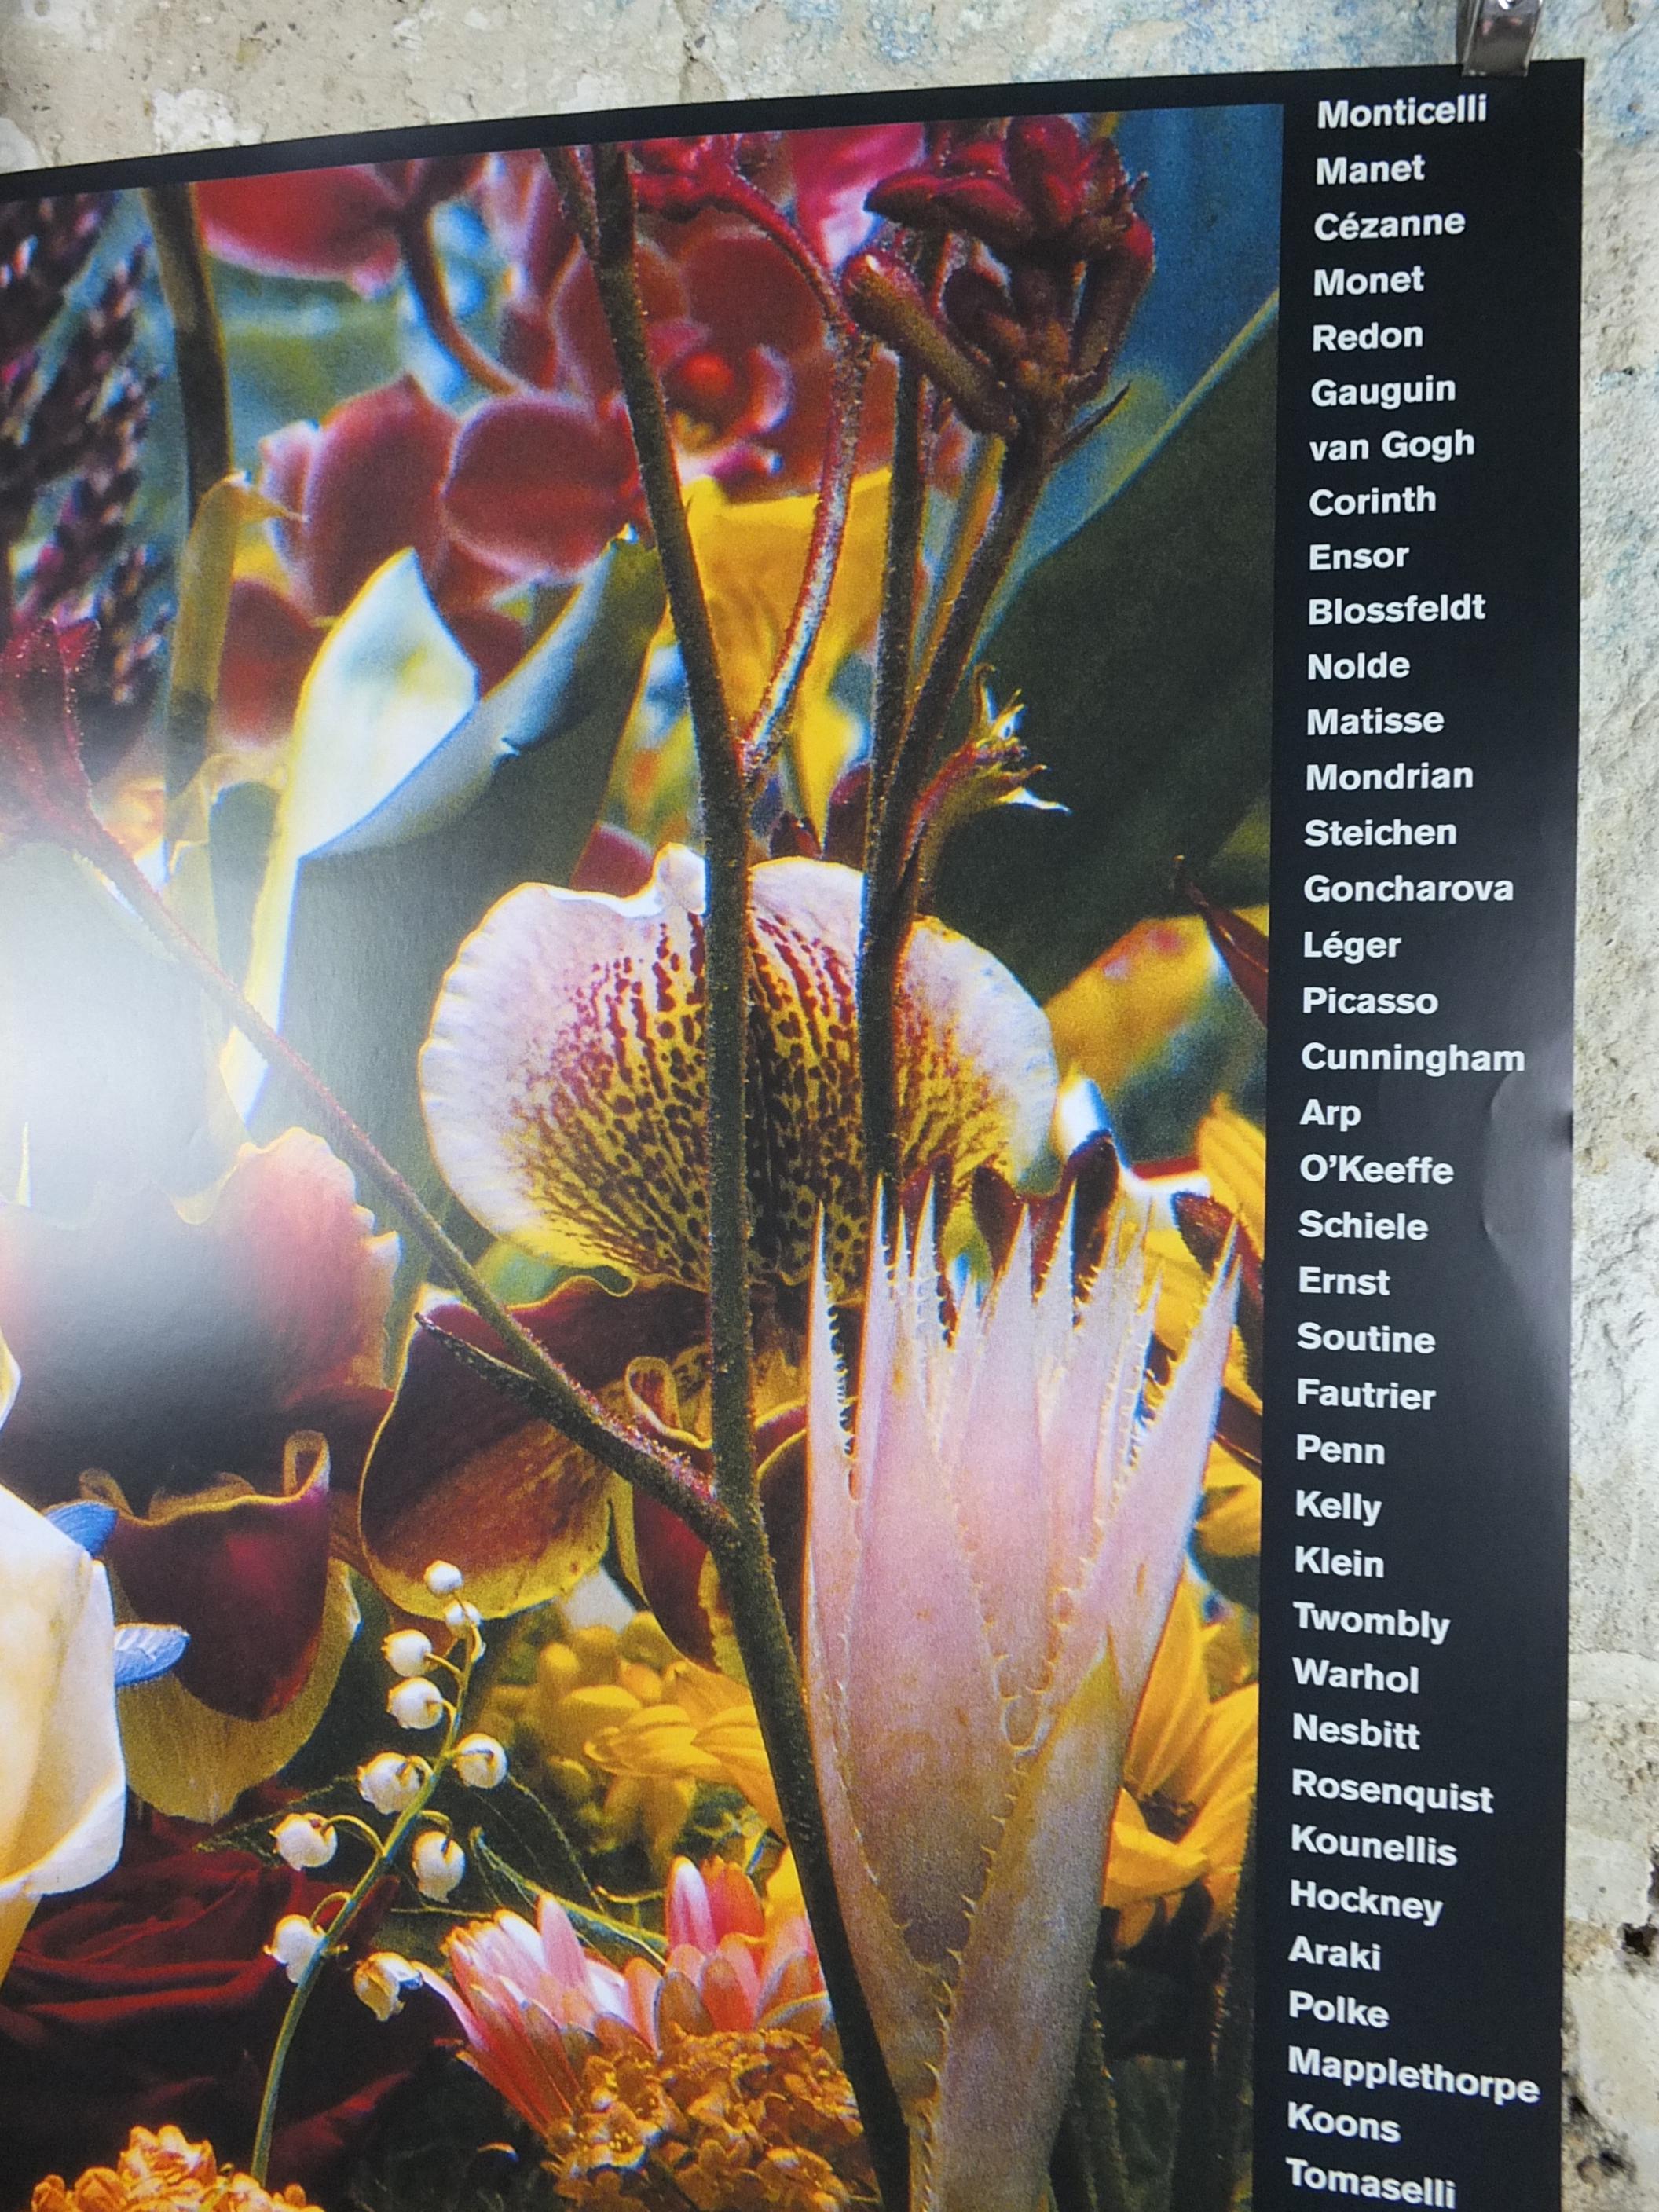 Monticelli
Manet
Cézanne
Monet
Redon
Gauguin
van Gogh
Corinth
Ensor
Blossfeldt
Nolde
Matisse
Mondrian
Steichen
Goncharova
Léger
Picasso
Cunningham
Arp
O’Keeffe
Schiele
Ernst
Soutine
Fautrier
Penn
Kelly
Klein
Twombly
Warhol
Nesbitt
Rosenquist
Kounellis
Hockney
Araki
Polke
Mapplethorpe
Koons
Tomaselli